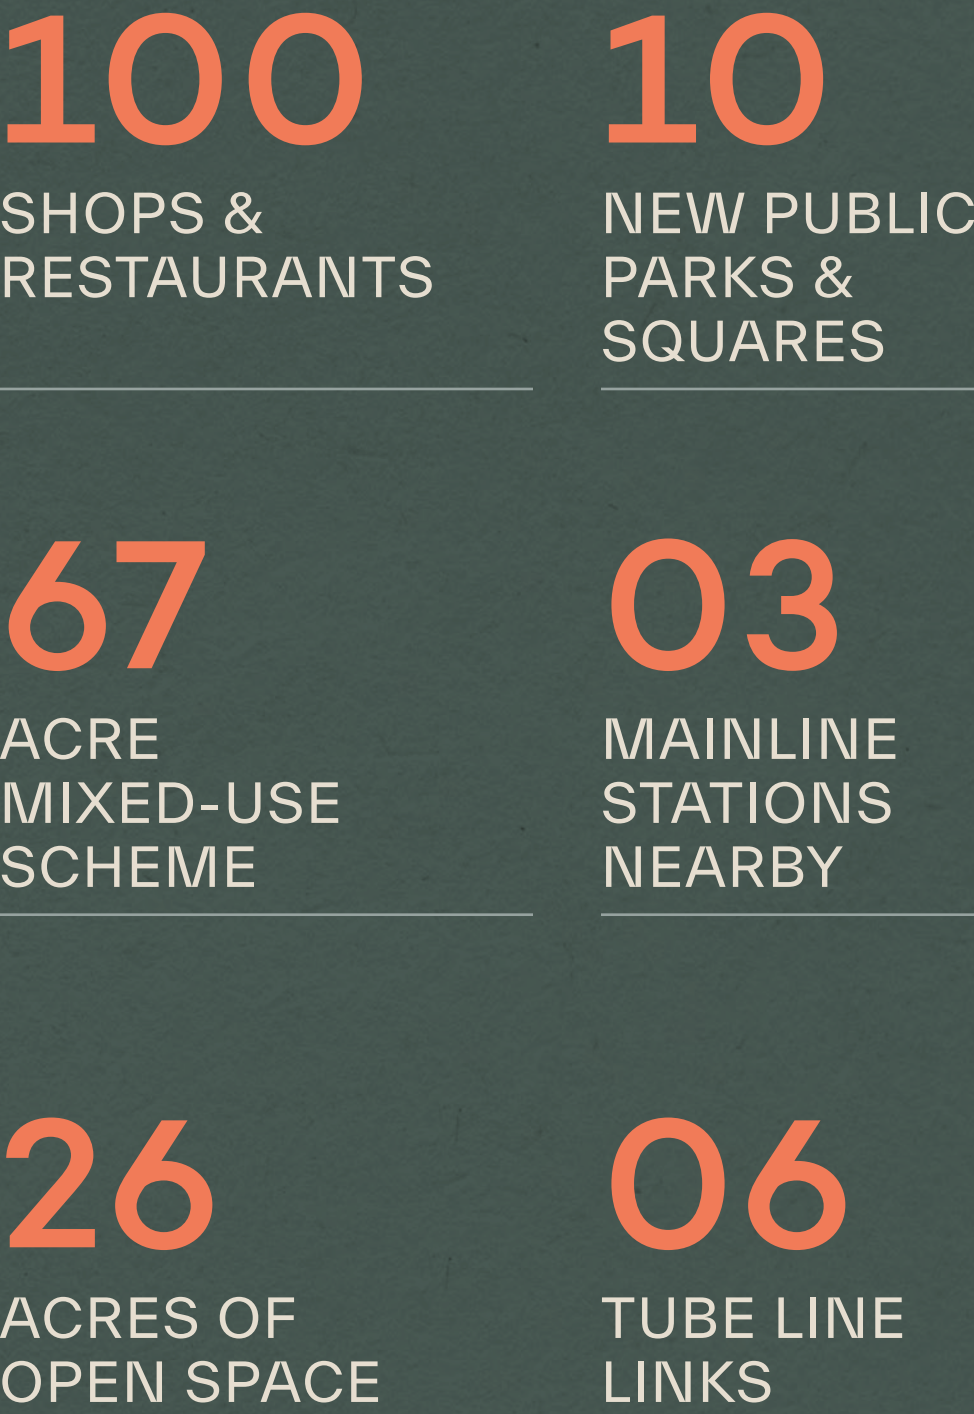 100
SHOPS &
RESTAURANTS
10
NEW PUBLIC
PARKS &
SQUARES
67
ACRE
MIXED-USE
SCHEME
03
MAINLINE
STATIONS
NEARBY
26
ACRES OF
OPEN SPACE
06
TUBE LINE
LINKS